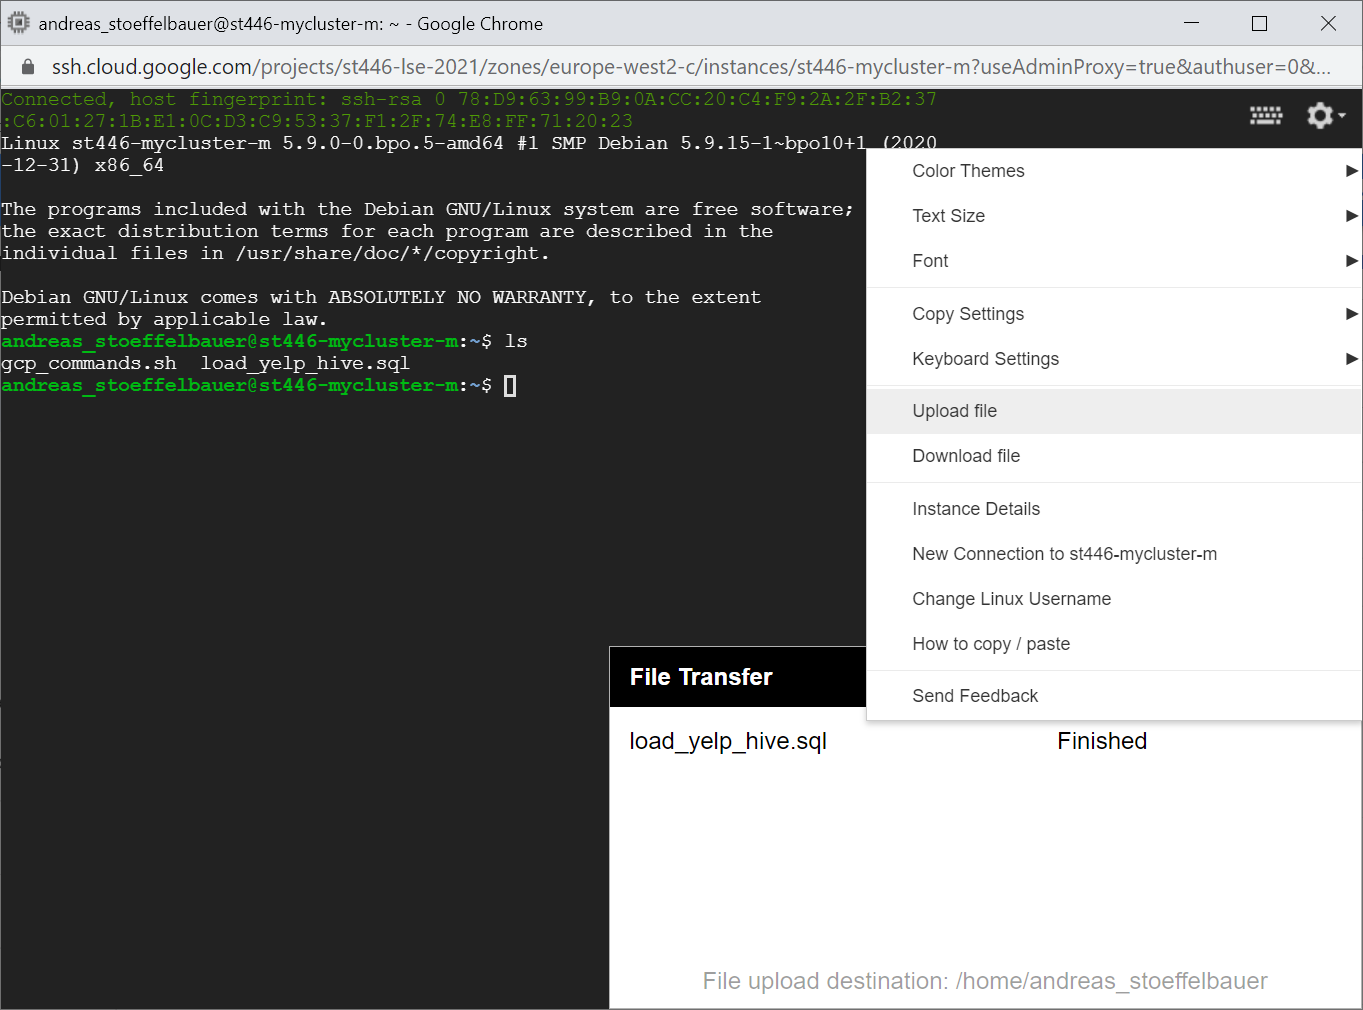 andreas_stoeffelbauer@st446-mycluster-m: ~ - Google Chrome
ssh.cloud.google.com/projects/st446-lse-2021/zones/europe-west2-c/instances/st446-mycluster-m?useAdminProxy=true&authuser=0&...
Connected, host fingerprint: ssh-rsa 0 78:D9:63:99:B9:0A:CC:20:C4:F9:2A:2F:B2:37
:C6:01:27:1B:E1:0C:D3:C9:53:37:F1:2F:74:E8:FF:71:20:23
Linux st446-mycluster-m 5.9.0-0.bpo.5-amd64 #1 SMP Debian 5.9.15-1~bpo10+1 (2020
-12-31) x86_64
The programs included with the Debian GNU/Linux system are free software;
the exact distribution terms for each program are described in the
individual files in /usr/share/doc/*/copyright.
Debian GNU/Linux comes with ABSOLUTELY NO WARRANTY, to the extent
permitted by applicable law.
andreas_stoeffelbauer@st446-mycluster-m:~$ ls
gcp_commands.sh  load_yelp_hive.sql
andreas_stoeffelbauer@st446-mycluster-m:~$
Color Themes
Text Size
Font
Copy Settings
Keyboard Settings
Upload file
Download file
Instance Details
New Connection to st446-mycluster-m
Change Linux Username
How to copy / paste
Send Feedback
File Transfer
load_yelp_hive.sql Finished
File upload destination: /home/andreas_stoeffelbauer